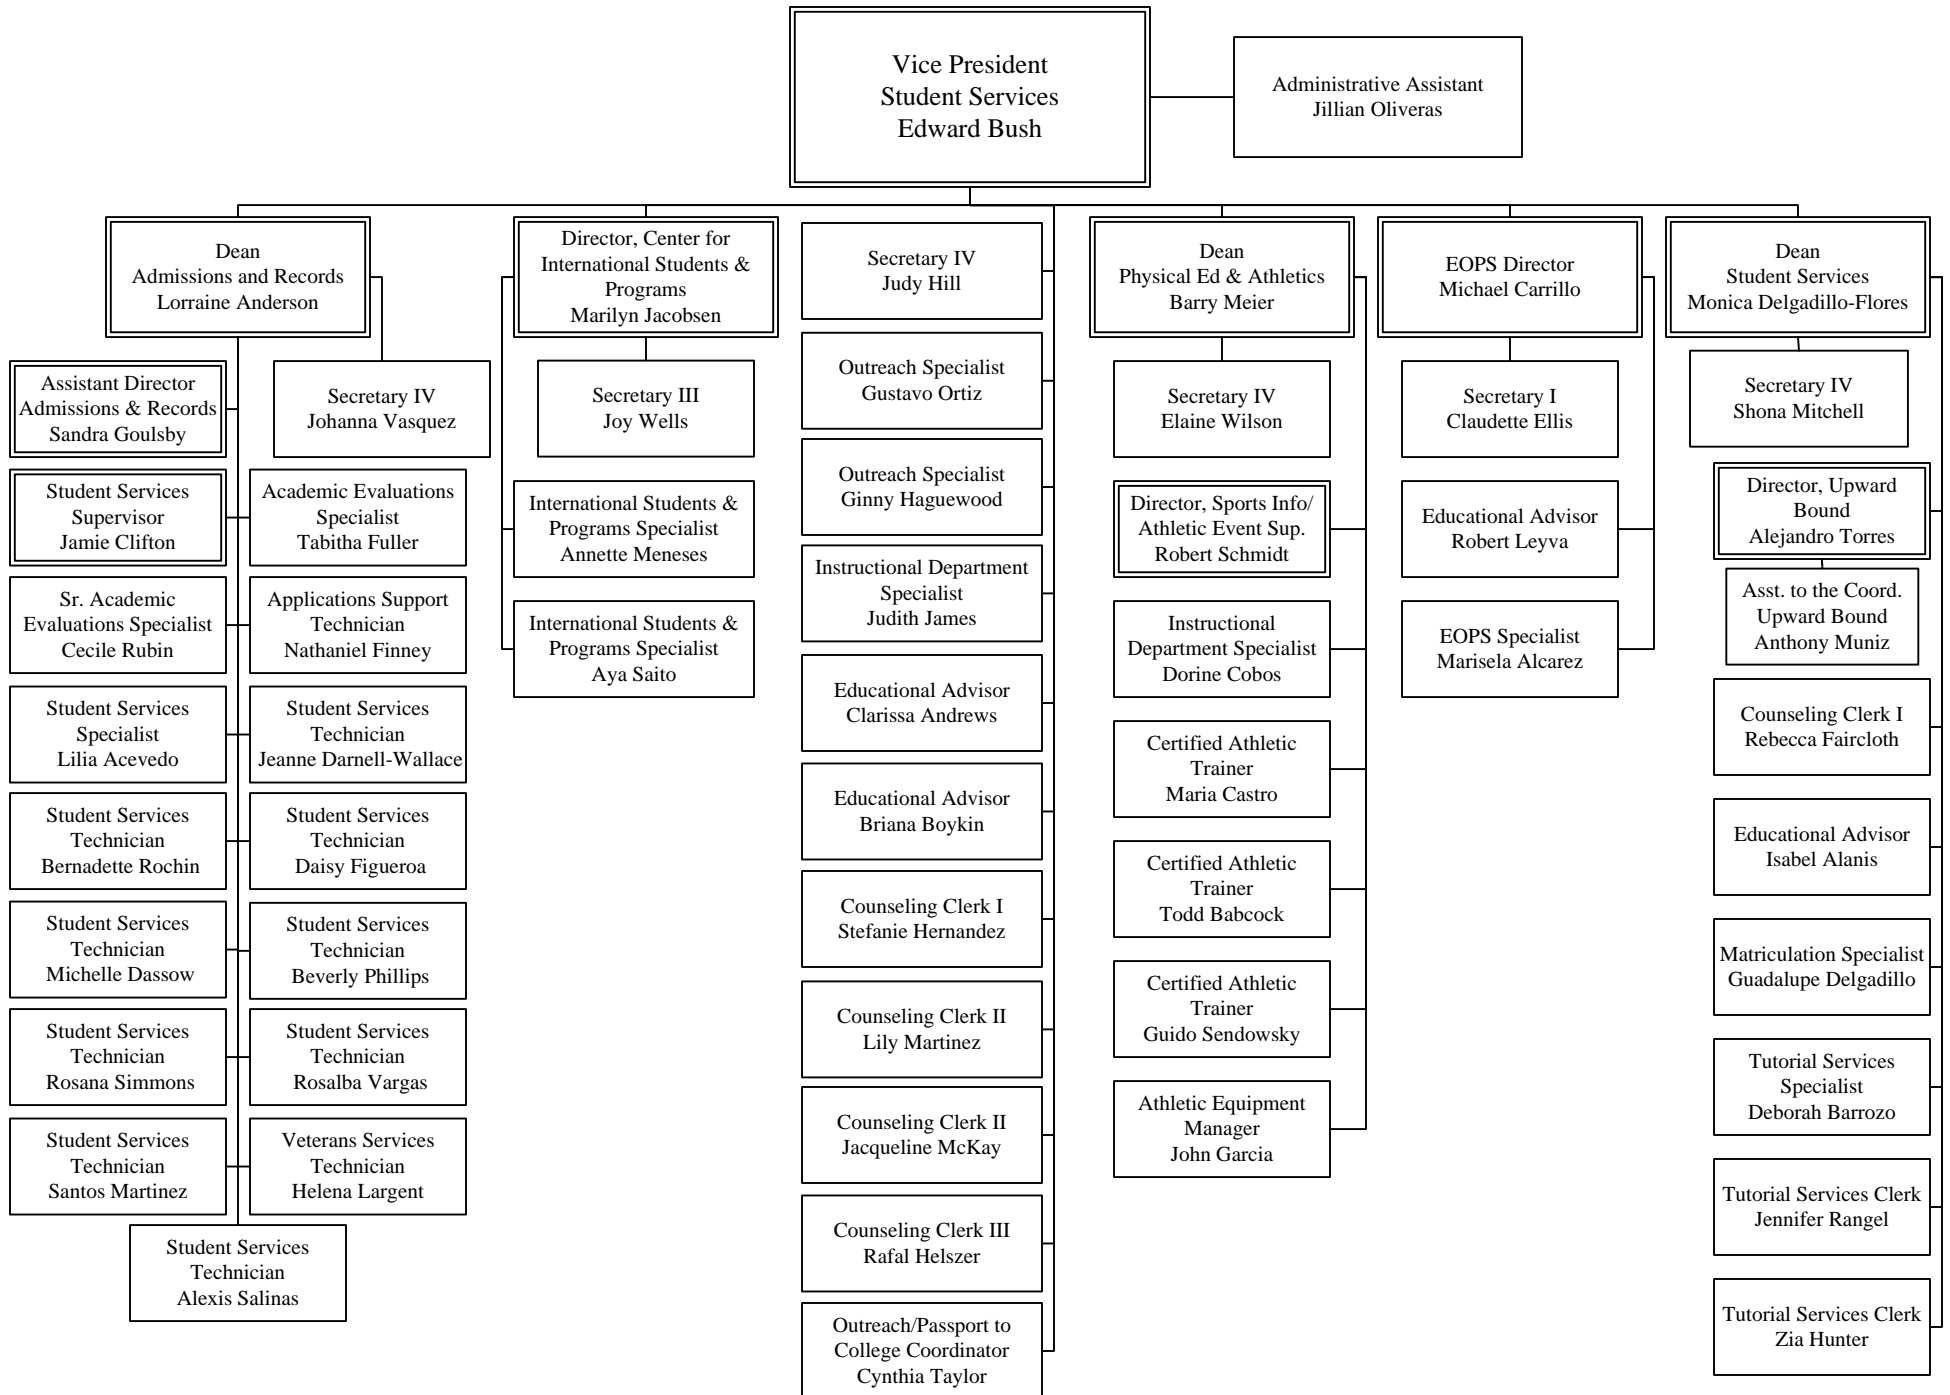 Vice President
Student Services
Edward Bush
Administrative Assistant
Jillian Oliveras
Dean
Admissions and Records
Lorraine Anderson
Assistant Director
Admissions & Records
Sandra Goulsby
Secretary IV
Johanna Vasquez
Student Services
Supervisor
Jamie Clifton
Academic Evaluations
Specialist
Tabitha Fuller
Sr. Academic
Evaluations Specialist
Cecile Rubin
Applications Support
Technician
Nathaniel Finney
Student Services
Specialist
Lilia Acevedo
Student Services
Technician
Jeanne Darnell-Wallace
Student Services
Technician
Bernadette Rochin
Student Services
Technician
Daisy Figueroa
Student Services
Technician
Michelle Dassow
Student Services
Technician
Beverly Phillips
Student Services
Technician
Rosana Simmons
Student Services
Technician
Rosalba Vargas
Student Services
Technician
Santos Martinez
Veterans Services
Technician
Helena Largent
Student Services
Technician
Alexis Salinas
Director, Center for
International Students &
Programs
Marilyn Jacobsen
Secretary III
Joy Wells
International Students &
Programs Specialist
Annette Meneses
International Students &
Programs Specialist
Aya Saito
Secretary IV
Judy Hill
Outreach Specialist
Gustavo Ortiz
Outreach Specialist
Ginny Haguewood
Instructional Department
Specialist
Judith James
Educational Advisor
Clarissa Andrews
Educational Advisor
Briana Boykin
Counseling Clerk I
Stefanie Hernandez
Counseling Clerk II
Lily Martinez
Counseling Clerk II
Jacqueline McKay
Counseling Clerk III
Rafal Helszer
Outreach/Passport to
College Coordinator
Cynthia Taylor
Dean
Physical Ed & Athletics
Barry Meier
Secretary IV
Elaine Wilson
Director, Sports Info/
Athletic Event Sup.
Robert Schmidt
Instructional
Department Specialist
Dorine Cobos
Certified Athletic
Trainer
Maria Castro
Certified Athletic
Trainer
Todd Babcock
Certified Athletic
Trainer
Guido Sendowsky
Athletic Equipment
Manager
John Garcia
EOPS Director
Michael Carrillo
Secretary I
Claudette Ellis
Educational Advisor
Robert Leyva
EOPS Specialist
Marisela Alcarez
Dean
Student Services
Monica Delgadillo-Flores
Secretary IV
Shona Mitchell
Director, Upward
Bound
Alejandro Torres
Asst. to the Coord.
Upward Bound
Anthony Muniz
Counseling Clerk I
Rebecca Faircloth
Educational Advisor
Isabel Alanis
Matriculation Specialist
Guadalupe Delgadillo
Tutorial Services
Specialist
Deborah Barrozo
Tutorial Services Clerk
Jennifer Rangel
Tutorial Services Clerk
Zia Hunter